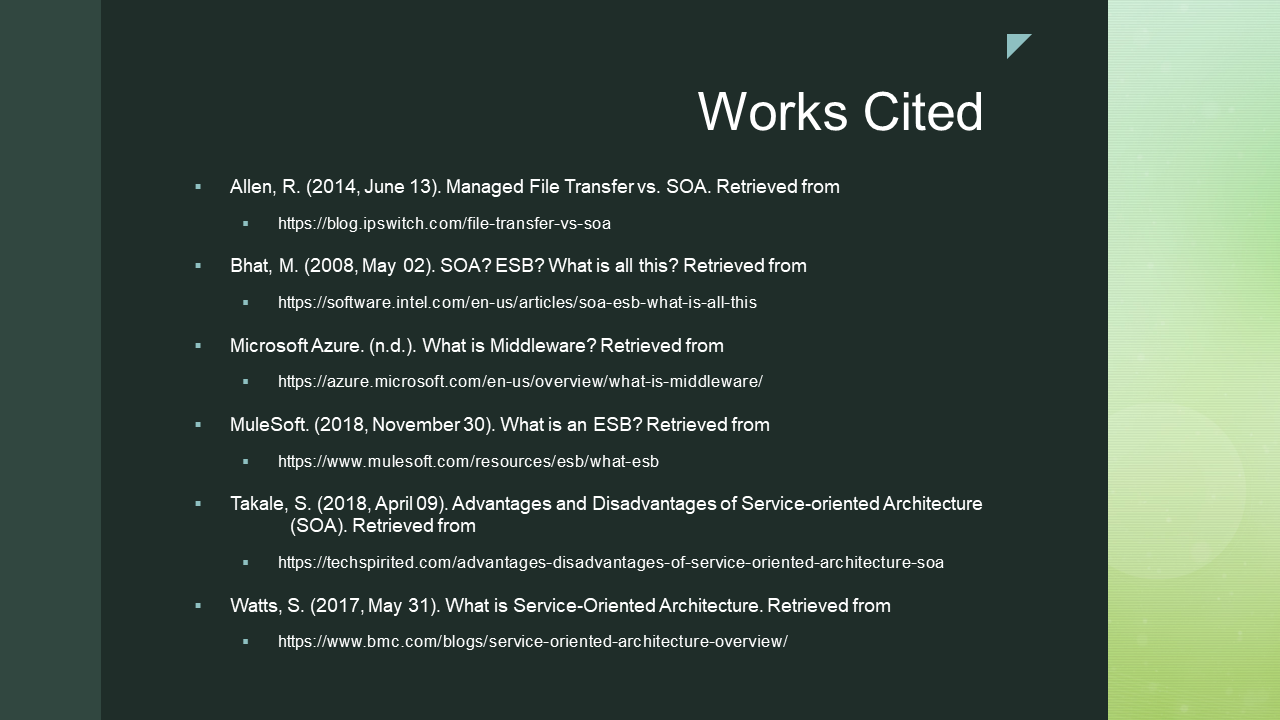 Works Cited
Allen, R. (2014, June 13). Managed File Transfer vs. SOA. Retrieved from
https://blog.ipswitch.com/file-transfer-vs-soa
Bhat, M. (2008, May 02). SOA? ESB? What is all this? Retrieved from
https://software.intel.com/en-us/articles/soa-esb-what-is-all-this
Microsoft Azure. (n.d.). What is Middleware? Retrieved from
https://azure.microsoft.com/en-us/overview/what-is-middleware/
MuleSoft. (2018, November 30). What is an ESB? Retrieved from
https://www.mulesoft.com/resources/esb/what-esb
Takale, S. (2018, April 09). Advantages and Disadvantages of Service-oriented Architecture
(SOA). Retrieved from
https://techspirited.com/advantages-disadvantages-of-service-oriented-architecture-soa
Watts, S. (2017, May 31). What is Service-Oriented Architecture. Retrieved from
https://www.bmc.com/blogs/service-oriented-architecture-overview/